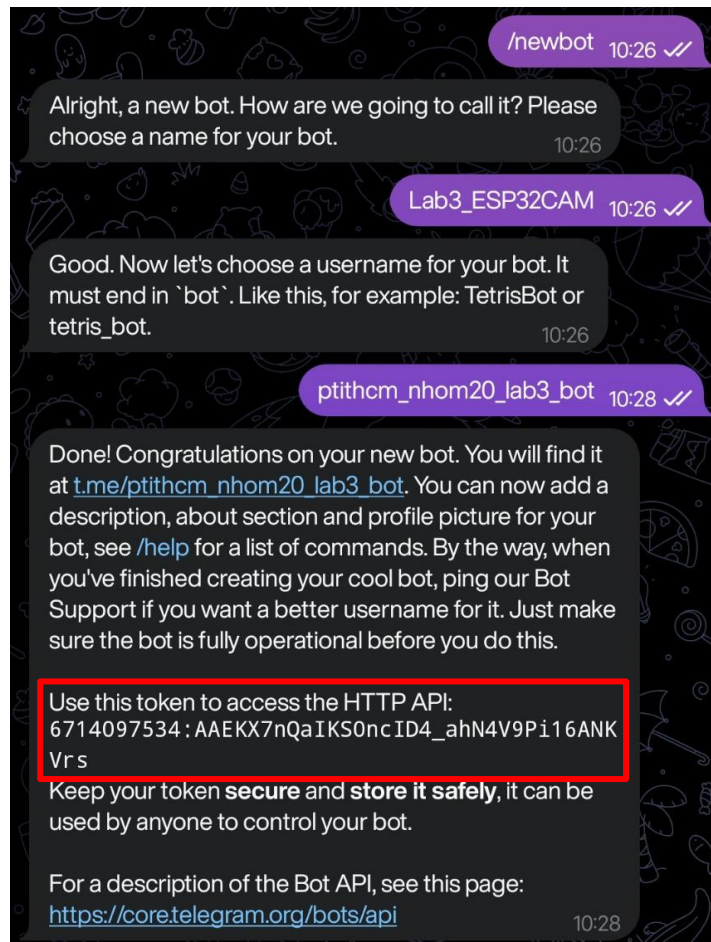 /newbot 10:26
Alright, a new bot. How are we going to call it? Please
choose a name for your bot.
10:26
Lab3_ESP32CAM 10:26
Good. Now let's choose a username for your bot. It
must end in `bot`. Like this, for example: TetrisBot or
tetris_bot.
10:26
ptithcm_nhom20_lab3_bot 10:28
Done! Congratulations on your new bot. You will find it
at t.me/ptithcm_nhom20_lab3_bot. You can now add a
description, about section and profile picture for your
bot, see /help for a list of commands. By the way, when
you've finished creating your cool bot, ping our Bot
Support if you want a better username for it. Just make
sure the bot is fully operational before you do this.
Use this token to access the HTTP API:
6714097534:AAEKX7nQaIKSOncID4_ahN4V9Pi16ANK
Vrs
Keep your token secure and store it safely, it can be
used by anyone to control your bot.
For a description of the Bot API, see this page:
https://core.telegram.org/bots/api
10:28